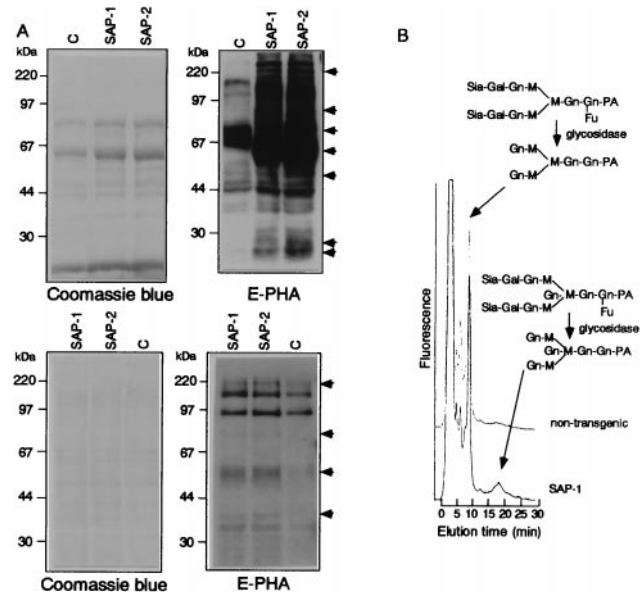 A
B
kDa
C
SAP-1
SAP-2
220
97
67
44
30
Coomassie blue
kDa
C
SAP-1
SAP-2
220
97
67
44
30
E-PHA
kDa
SAP-1
SAP-2
C
220
97
67
44
30
Coomassie blue
kDa
SAP-1
SAP-2
C
220
97
67
44
30
E-PHA
Sia-Gal-Gn-M
M-Gn-Gn-PA
Sia-Gal-Gn-M
Fu
glycosidase
Gn-M
M-Gn-Gn-PA
Gn-M
Sia-Gal-Gn-M
Gn-M-Gn-Gn-PA
Sia-Gal-Gn-M
Fu
glycosidase
Gn-M
Gn-M-Gn-Gn-PA
Gn-M
Fluorescence
non-transgenic
SAP-1
0 5 10 15 20 25 30
Elution time (min)